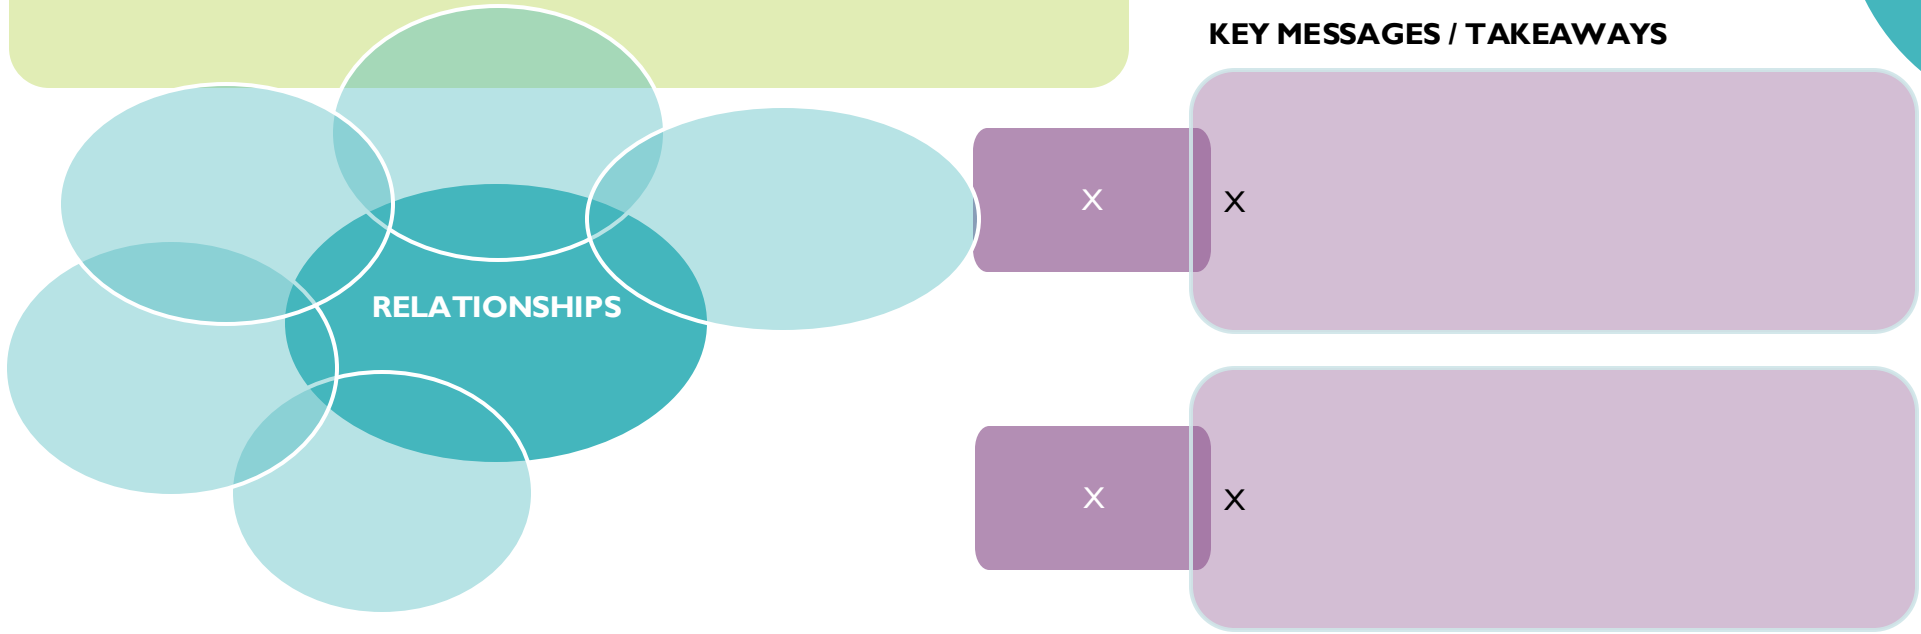 KEY MESSAGES / TAKEAWAYS
RELATIONSHIPS
X
X
X
X